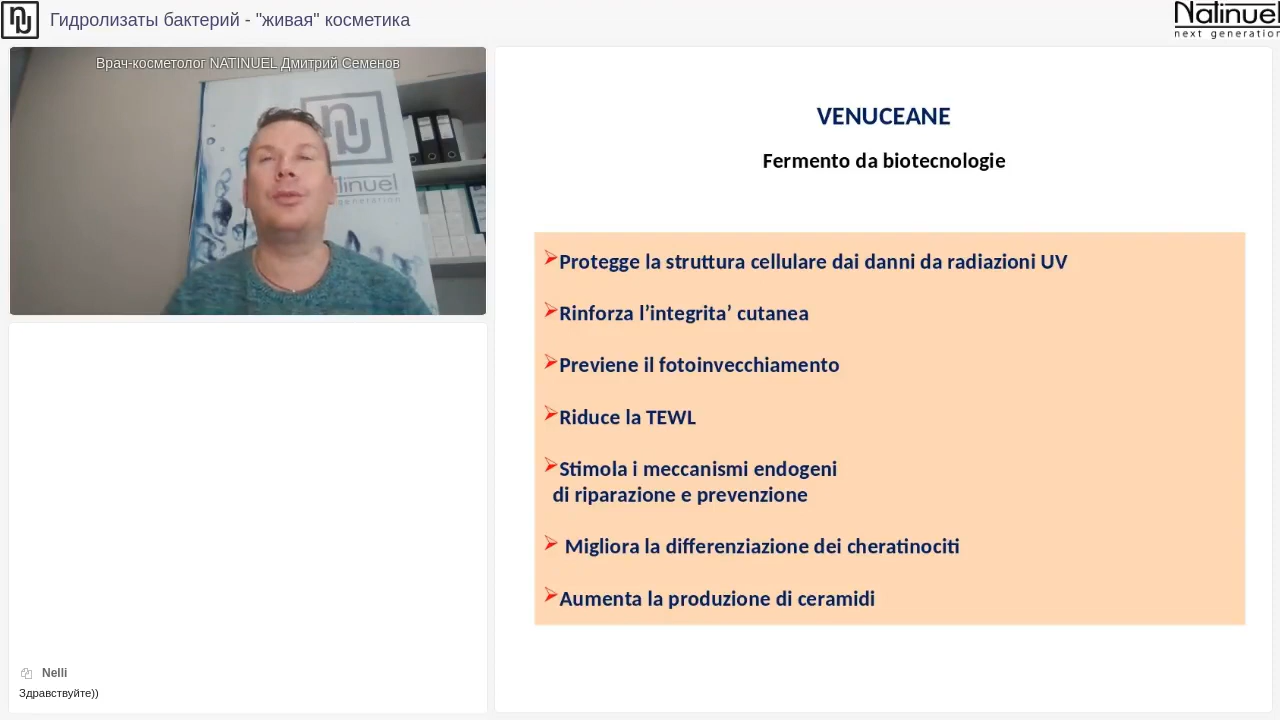 Гидролизаты бактерий - "живая" косметика
Natinuel
next generation
Врач-косметолог NATINUEL Дмитрий Семенов
tinuel
generation
VENUCEANE
Fermento da biotecnologie
Protegge la struttura cellulare dai danni da radiazioni UV
Rinforza l’integrita’ cutanea
Previene il fotoinvecchiamento
Riduce la TEWL
Stimola i meccanismi endogeni
di riparazione e prevenzione
Migliora la differenziazione dei cheratinociti
Aumenta la produzione di ceramidi
Nelli
Здравствуйте))